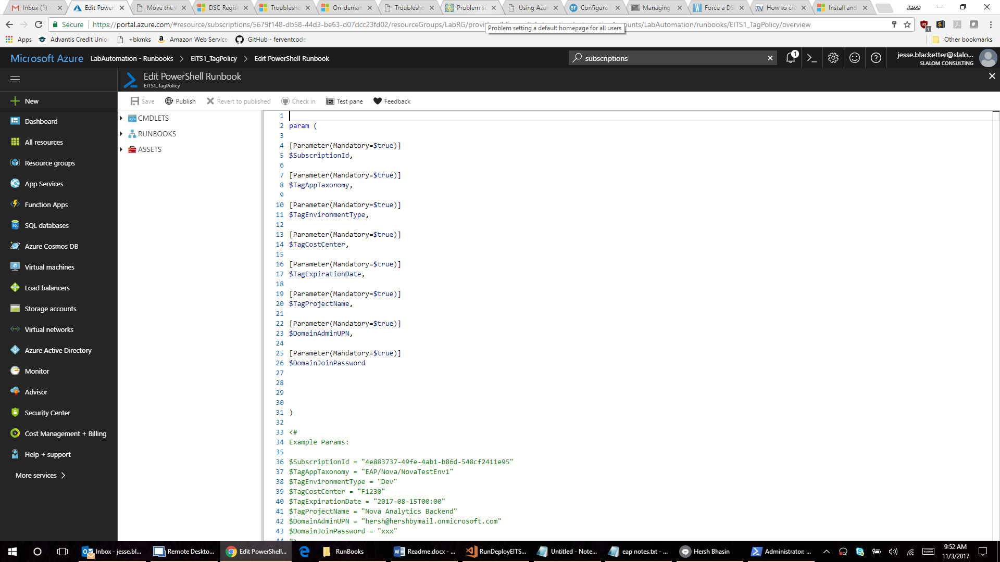 Inbox (1) -
Edit Power
Move the A
DSC Regist
Troublesho
On-deman
Troublesho
Problem se
Using Azur
Configure
Managing
Force a DS
How to cre
Install and
Jesse
Secure
https://portal.azure.com/#resource/subscriptions/5679f148-db58-44d3-be63-d07dcc23fd02/resourceGroups/LabRG/provid
ounts/LabAutomation/runbooks/EITS1_TagPolicy/overview
Problem setting a default homepage for all users
Apps
Advantis Credit Union
+bkmks
Amazon Web Service
GitHub - ferventcode
Other bookmarks
Microsoft Azure
LabAutomation - Runbooks > EITS1_TagPolicy > Edit PowerShell Runbook
subscriptions
1
jesse.blacketter@slalo...
SLALOM CONSULTING
Edit PowerShell Runbook
EITS1_TagPolicy
Save
Publish
Revert to published
Check in
Test pane
Feedback
New
Dashboard
All resources
Resource groups
App Services
Function Apps
SQL databases
Azure Cosmos DB
Virtual machines
Load balancers
Storage accounts
Virtual networks
Azure Active Directory
Monitor
Advisor
Security Center
Cost Management + Billing
Help + support
More services >
CMDLETS
RUNBOOKS
ASSETS
1
2 param (
3
4 [Parameter(Mandatory=$true)]
5 $SubscriptionId,
6
7 [Parameter(Mandatory=$true)]
8 $TagAppTaxonomy,
9
10 [Parameter(Mandatory=$true)]
11 $TagEnvironmentType,
12
13 [Parameter(Mandatory=$true)]
14 $TagCostCenter,
15
16 [Parameter(Mandatory=$true)]
17 $TagExpirationDate,
18
19 [Parameter(Mandatory=$true)]
20 $TagProjectName,
21
22 [Parameter(Mandatory=$true)]
23 $DomainAdminUPN,
24
25 [Parameter(Mandatory=$true)]
26 $DomainJoinPassword
27
28
29
30
31 )
32
33 <#
34 Example Params:
35
36 $SubscriptionId = "4e883737-49fe-4ab1-b86d-548cf2411e95"
37 $TagAppTaxonomy = "EAP/Nova/NovaTestEnv1"
38 $TagEnvironmentType = "Dev"
39 $TagCostCenter = "F1230"
40 $TagExpirationDate = "2017-08-15T00:00"
41 $TagProjectName = "Nova Analytics Backend"
42 $DomainAdminUPN = "hersh@hershbymail.onmicrosoft.com"
43 $DomainJoinPassword = "xxx"
44 #>
Inbox - jesse.bl...
Remote Deskto...
Edit PowerShell...
RunBooks
Readme.docx - ...
RunDeployEITS...
Untitled - Note...
eap notes.txt - ...
Hersh Bhasin
Administrator: ...
9:52 AM
11/3/2017